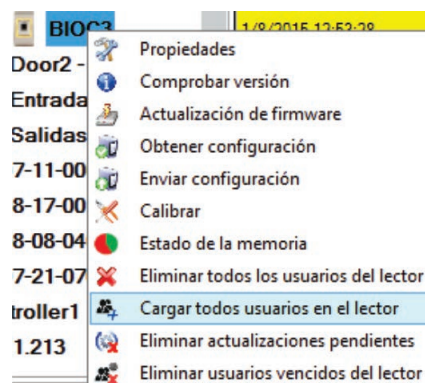 BIOC3
1/8/2015 12:52:28
Propiedades
Door2 -
Comprobar versión
Entrada
Actualización de firmware
Salidas
Obtener configuración
7-11-00
Enviar configuración
8-17-00
Calibrar
8-08-04
Estado de la memoria
7-21-07
Eliminar todos los usuarios del lector
troller1
Cargar todos usuarios en el lector
1.213
Eliminar actualizaciones pendientes
Eliminar usuarios vencidos del lector